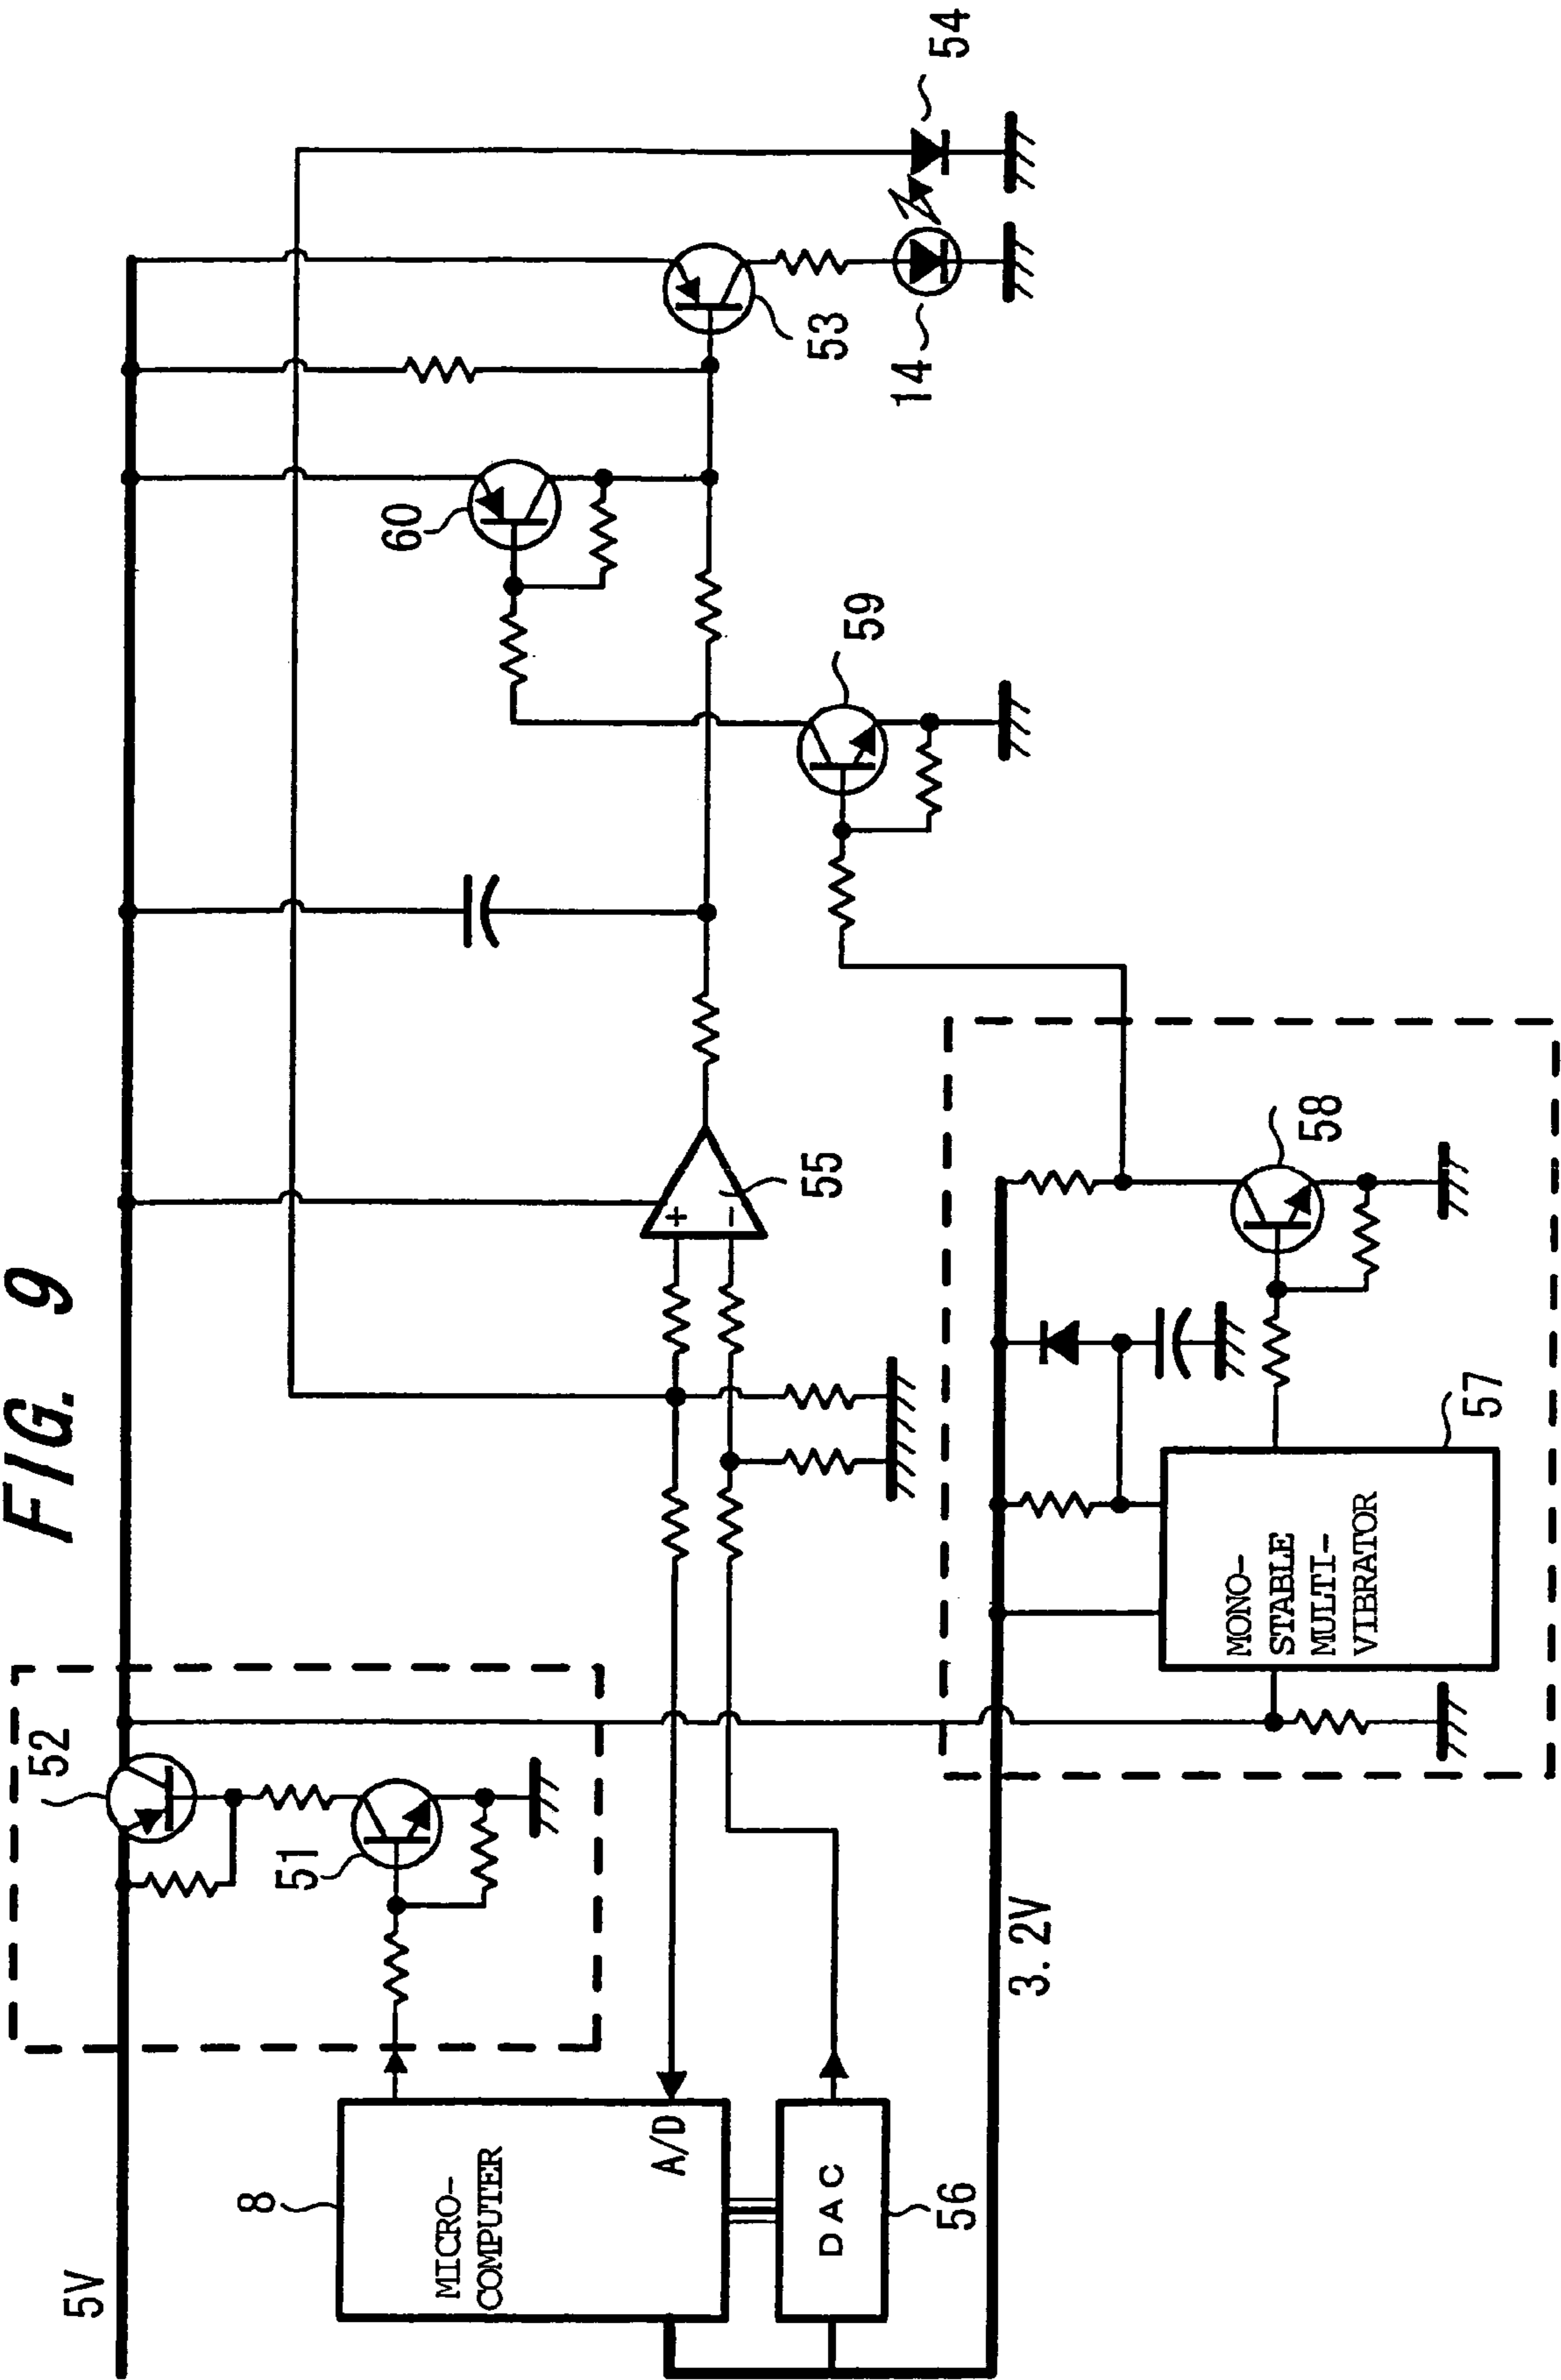 FIG. 9
5V
52
51
8
MICRO-
COMPUTER
A/D
DAC
56
3.2V
60
53
54
14
59
+
-
55
58
57
MONO-
STABLE
MULTI-
VIBRATOR